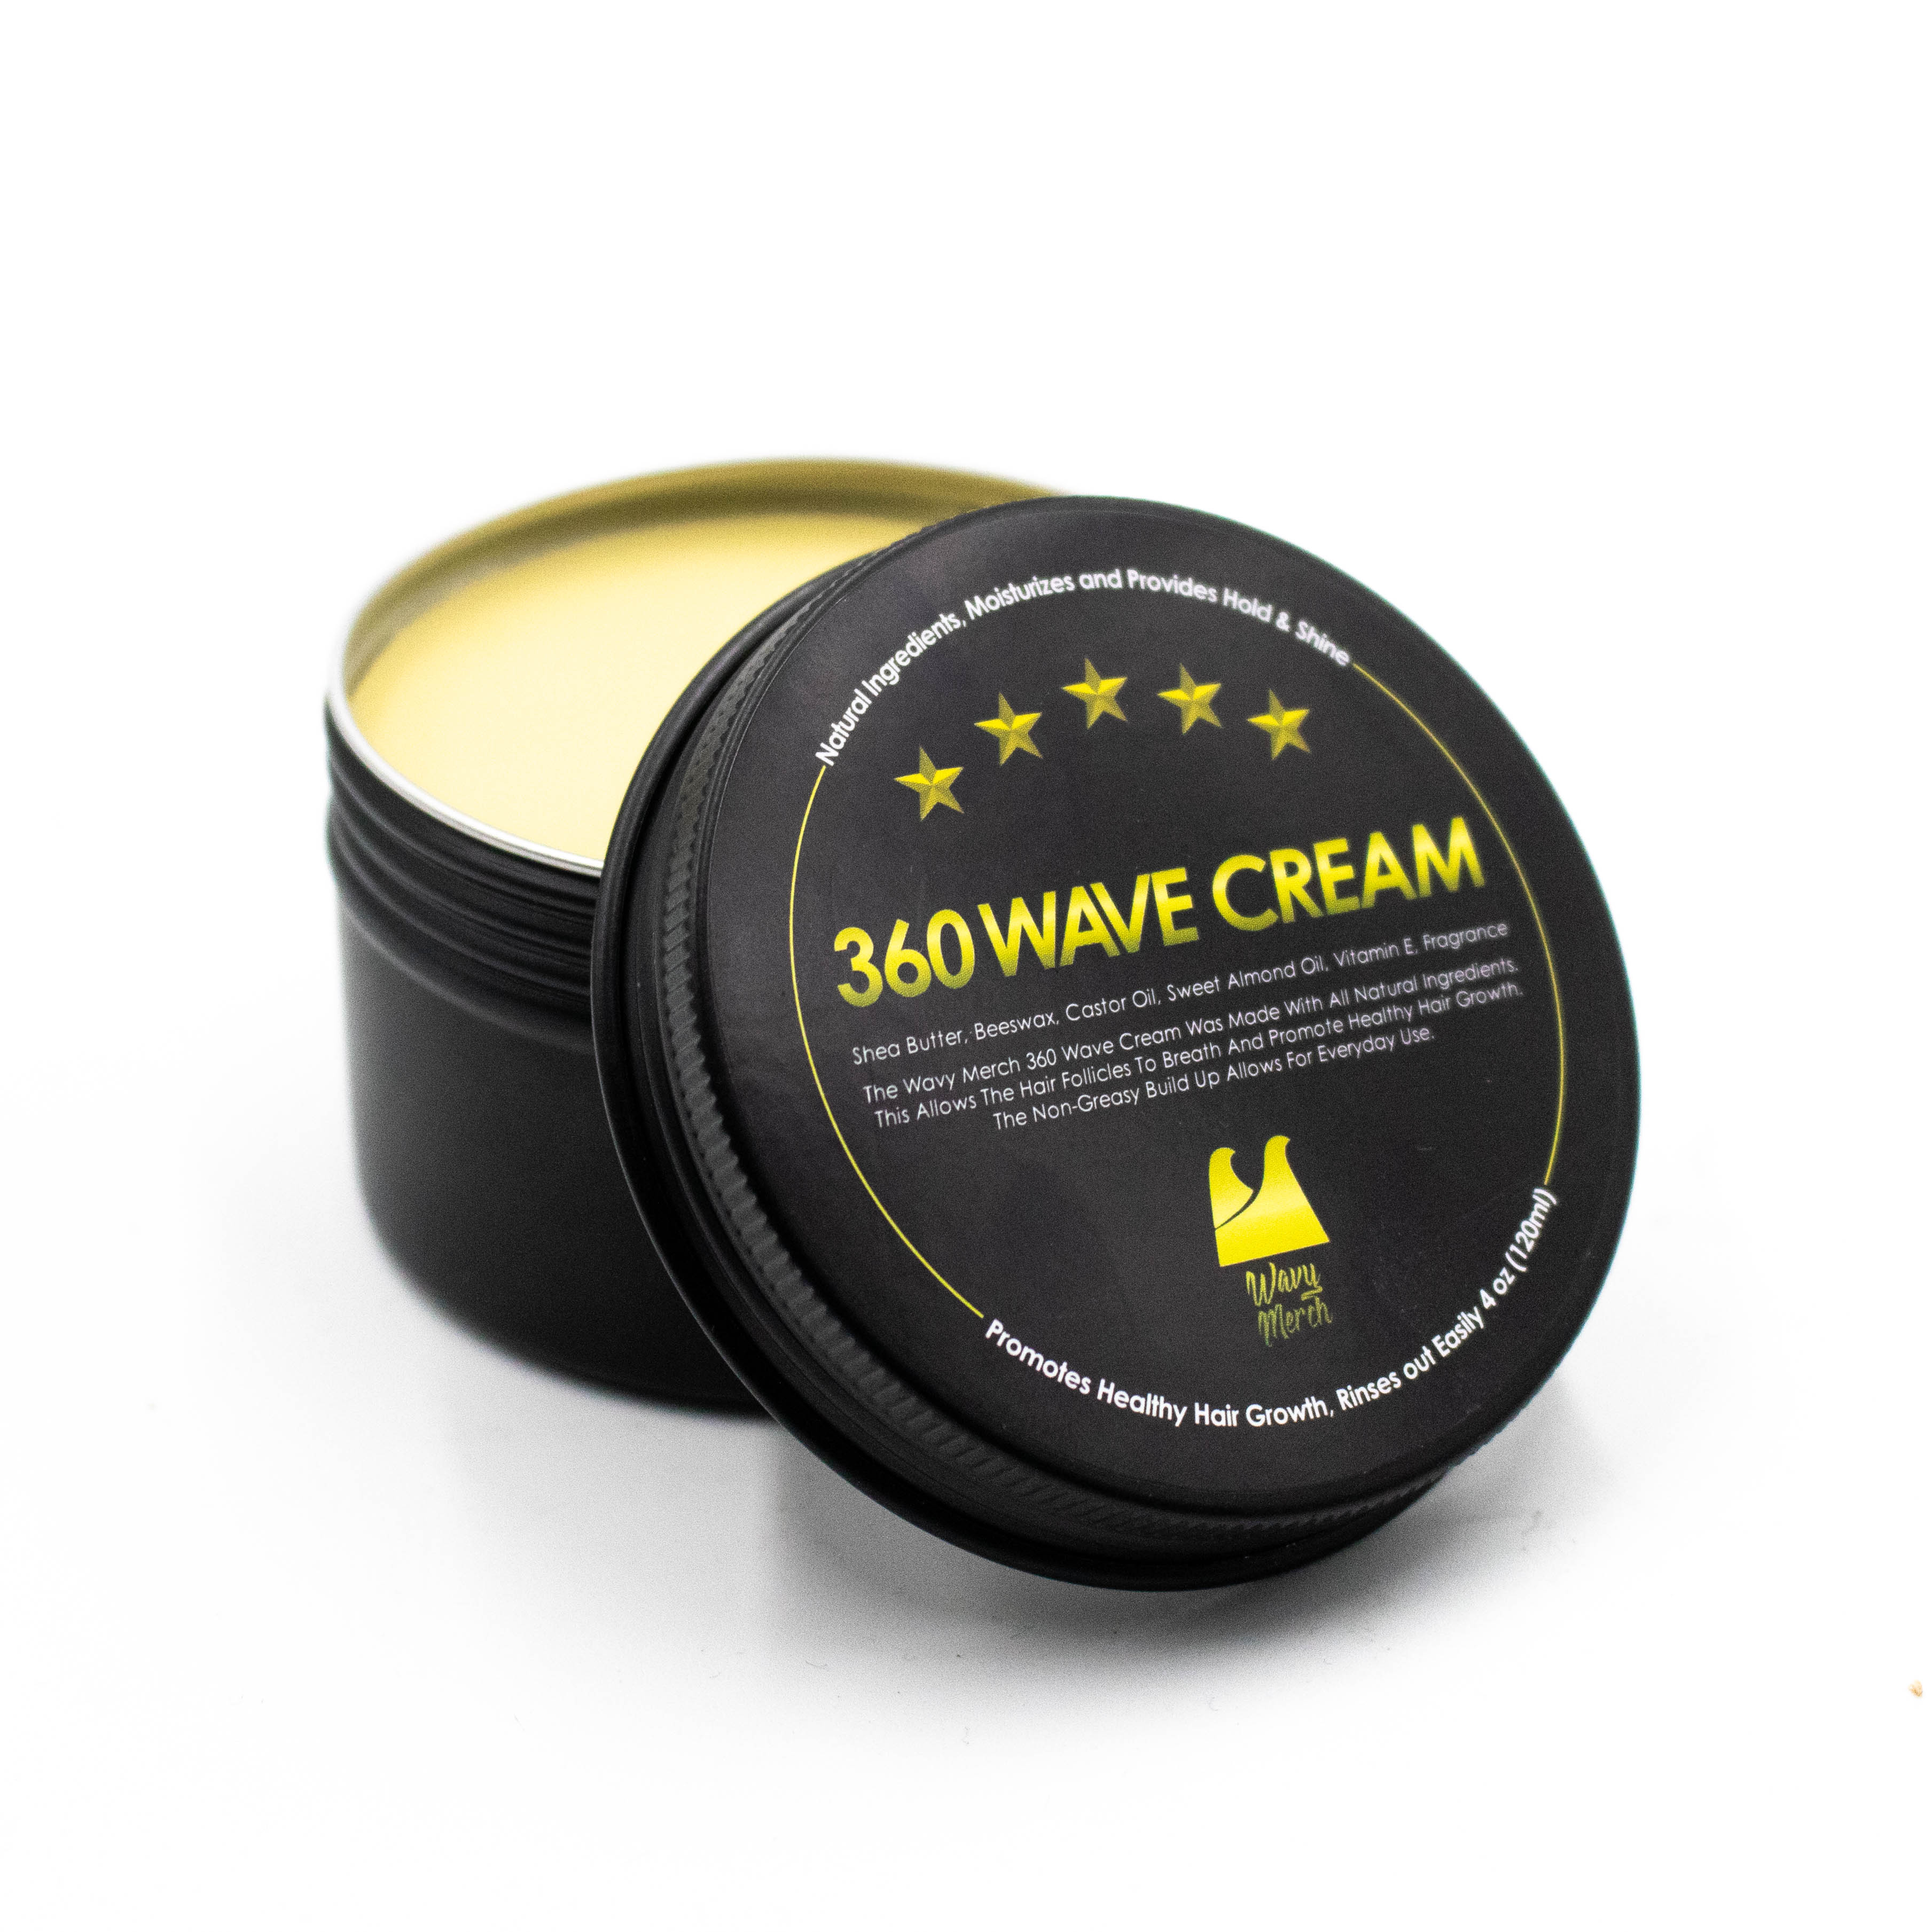 Natural Ingredients, Moisturizes and Provides Hold & Shine
360 WAVE CREAM
Shea Butter, Beeswax, Castor Oil, Sweet Almond Oil, Vitamin E, Fragrance
The Wavy Merch 360 Wave Cream Was Made With All Natural Ingredients.
This Allows The Hair Follicles To Breath And Promote Healthy Hair Growth.
The Non-Greasy Build Up Allows For Everyday Use.
Wavy
Merch
Promotes Healthy Hair Growth, Rinses out Easily 4 oz (120ml)